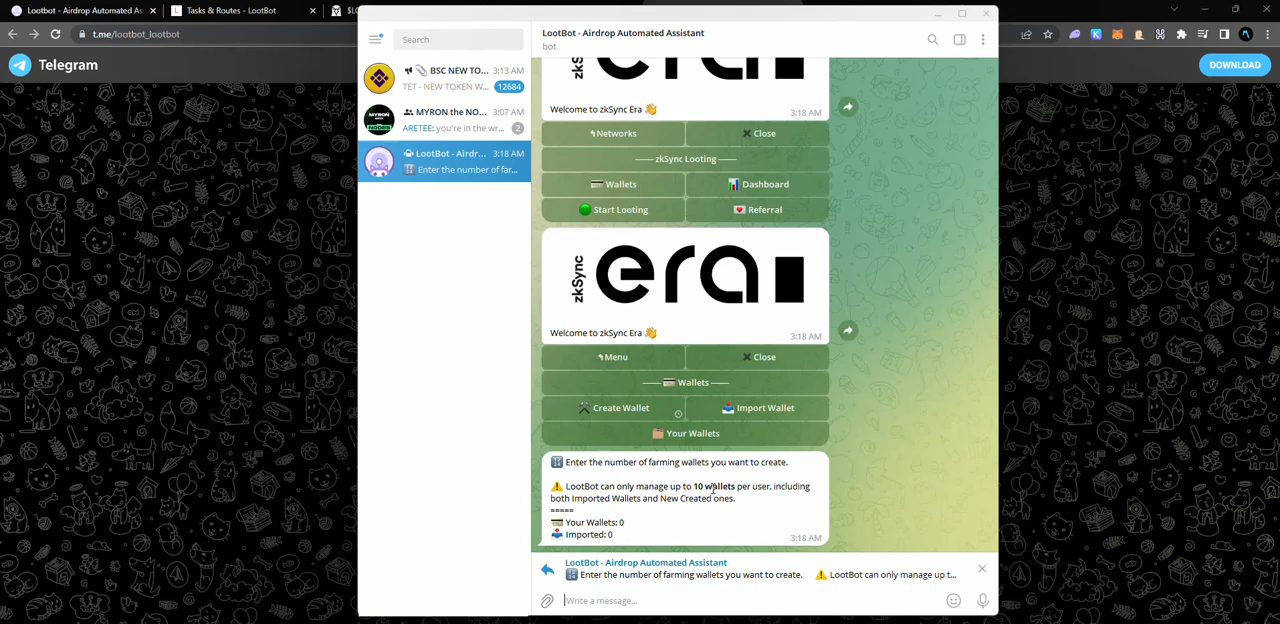 Lootbot - Airdrop Automated As
Tasks & Routes - LootBot
t.me/lootbot_lootbot
Telegram
DOWNLOAD
Search
BSC NEW TO... 3:13 AM
TET - NEW TOKEN W... 12684
MYRON the NO... 3:07 AM
ARETEE: you're in the wr... 2
LootBot - Airdr... 3:18 AM
Enter the number of far...
LootBot - Airdrop Automated Assistant
bot
zkSync era
Welcome to zkSync Era 👋 3:18 AM
↰Networks ✖ Close
—— zkSync Looting ——
💳 Wallets 📊 Dashboard
🟢 Start Looting 💌 Referral
zkSync era
Welcome to zkSync Era 👋 3:18 AM
↰Menu ✖ Close
—— 💳 Wallets ——
⚒ Create Wallet 📥 Import Wallet
Your Wallets
🔢 Enter the number of farming wallets you want to create.
⚠ LootBot can only manage up to 10 wallets per user, including
both Imported Wallets and New Created ones.
=====
💳 Your Wallets: 0
📥 Imported: 0
3:18 AM
LootBot - Airdrop Automated Assistant
🔢 Enter the number of farming wallets you want to create. ⚠ LootBot can only manage up t...
Write a message...